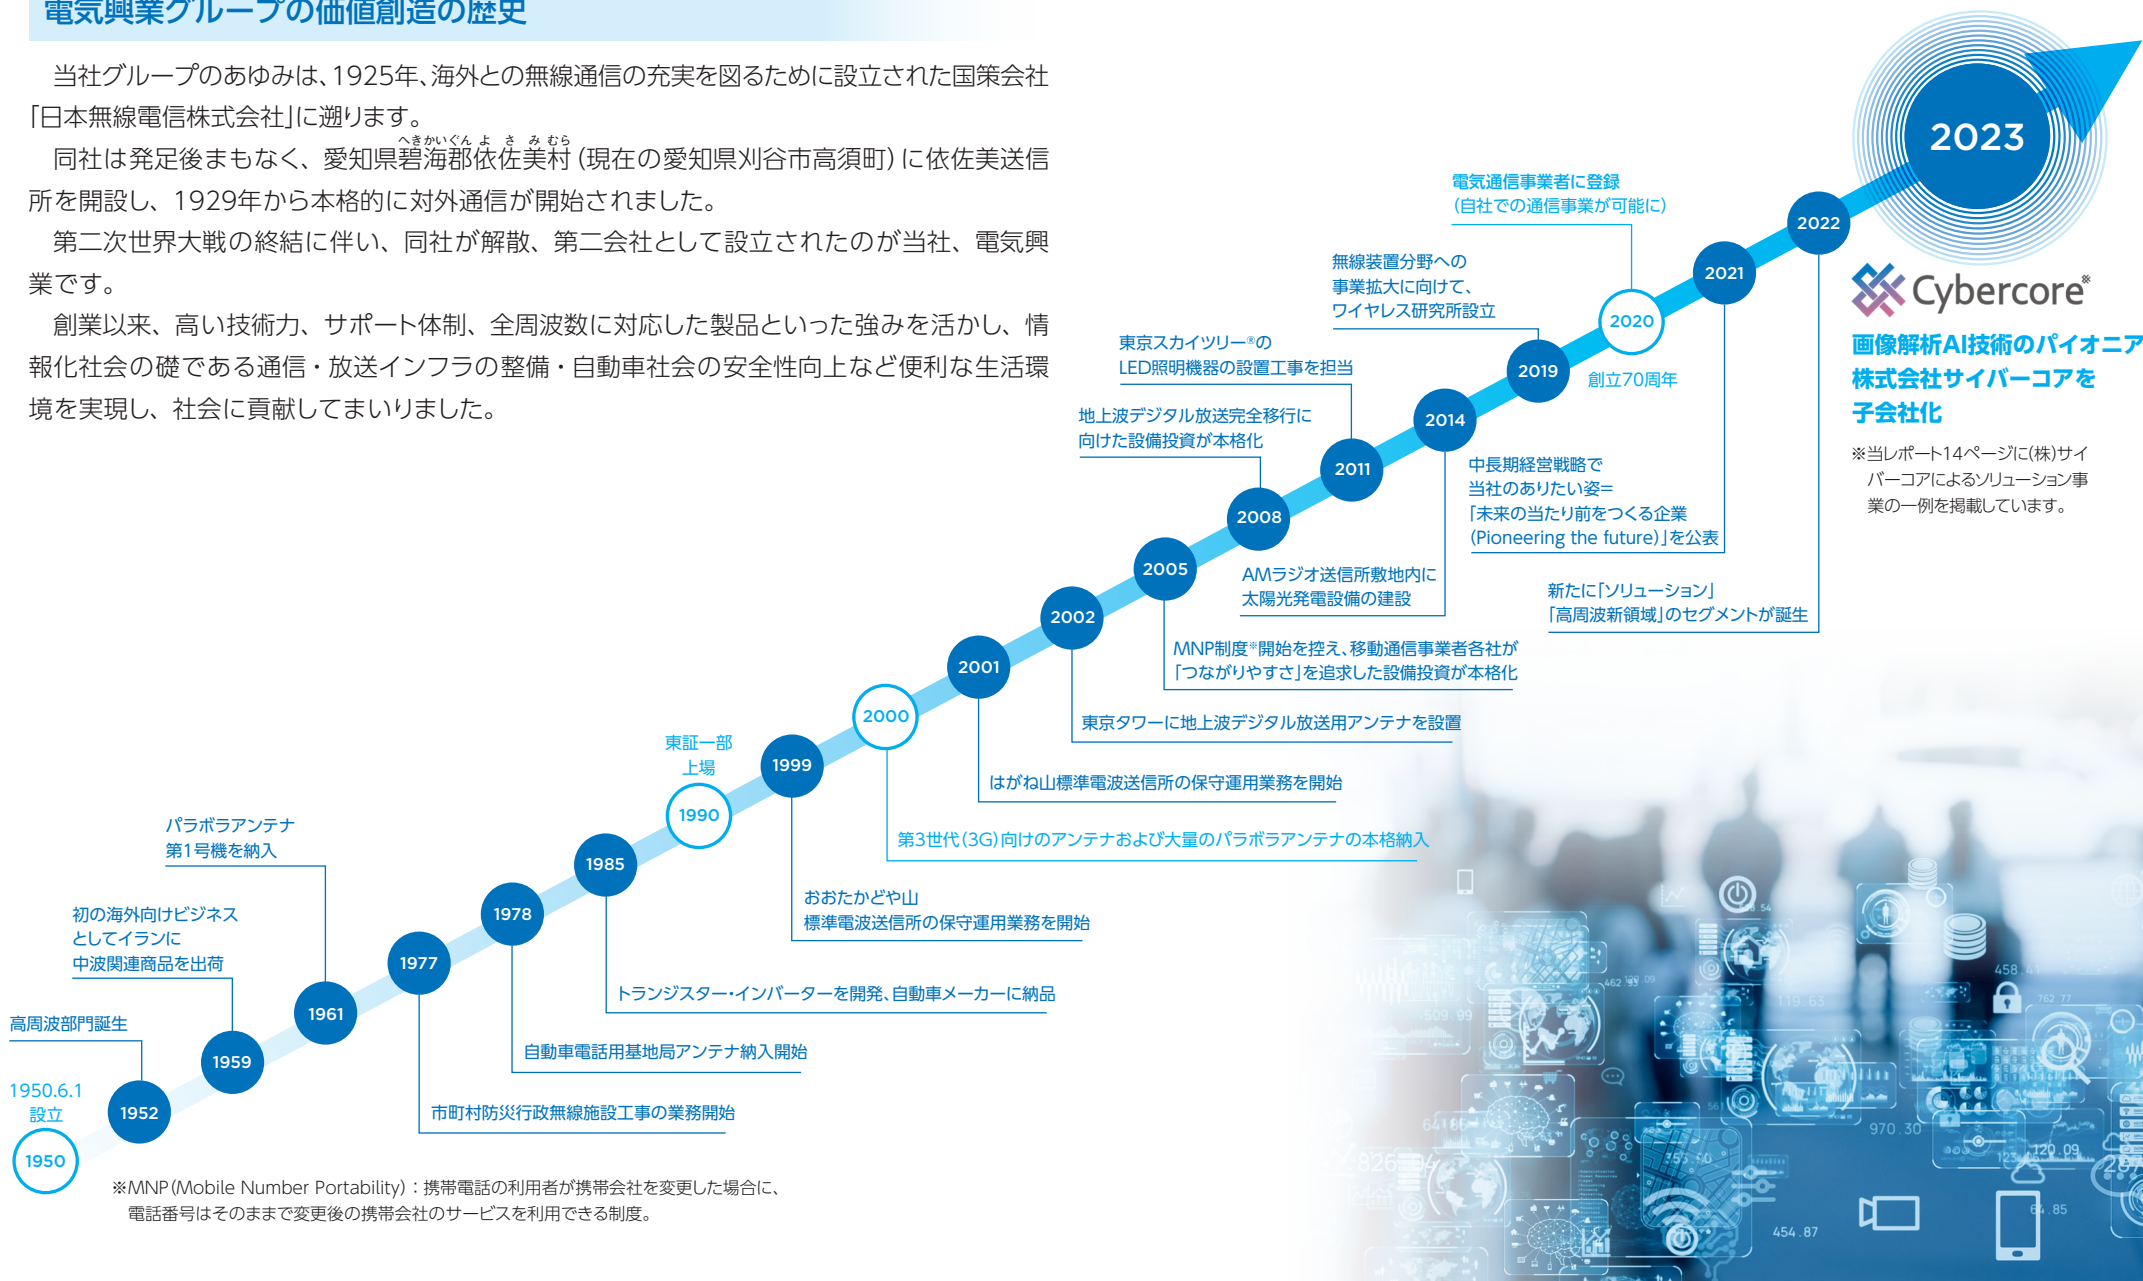 電気興業グループの価値創造の歴史
当社グループのあゆみは、1925年、海外との無線通信の充実を図るために設立された国策会社
「日本無線電信株式会社」に遡ります。
へきかいぐん よ さ み むら
同社は発足後まもなく、愛知県碧海郡依佐美村（現在の愛知県刈谷市高須町）に依佐美送信
所を開設し、1929年から本格的に対外通信が開始されました。
第二次世界大戦の終結に伴い、同社が解散、第二会社として設立されたのが当社、電気興
業です。
創業以来、高い技術力、サポート体制、全周波数に対応した製品といった強みを活かし、情
報化社会の礎である通信・放送インフラの整備・自動車社会の安全性向上など便利な生活環
境を実現し、社会に貢献してまいりました。
1950.6.1
設立
1950
高周波部門誕生
1952
初の海外向けビジネス
としてイランに
中波関連商品を出荷
1959
パラボラアンテナ
第1号機を納入
1961
1977
市町村防災行政無線施設工事の業務開始
1978
自動車電話用基地局アンテナ納入開始
1985
トランジスター・インバーターを開発、自動車メーカーに納品
東証一部
上場
1990
1999
おおたかどや山
標準電波送信所の保守運用業務を開始
2000
第3世代（3G）向けのアンテナおよび大量のパラボラアンテナの本格納入
2001
はがね山標準電波送信所の保守運用業務を開始
2002
東京タワーに地上波デジタル放送用アンテナを設置
2005
MNP制度※開始を控え、移動通信事業者各社が
「つながりやすさ」を追求した設備投資が本格化
地上波デジタル放送完全移行に
向けた設備投資が本格化
2008
東京スカイツリー®の
LED照明機器の設置工事を担当
2011
2014
AMラジオ送信所敷地内に
太陽光発電設備の建設
無線装置分野への
事業拡大に向けて、
ワイヤレス研究所設立
2019
電気通信事業者に登録
（自社での通信事業が可能に）
2020
創立70周年
2021
中長期経営戦略で
当社のありたい姿＝
「未来の当たり前をつくる企業
（Pioneering the future）」を公表
2022
新たに「ソリューション」
「高周波新領域」のセグメントが誕生
2023
Cybercore※
画像解析AI技術のパイオニア
株式会社サイバーコアを
子会社化
※当レポート14ページに(株)サイ
バーコアによるソリューション事
業の一例を掲載しています。
※MNP（Mobile Number Portability）：携帯電話の利用者が携帯会社を変更した場合に、
電話番号はそのままで変更後の携帯会社のサービスを利用できる制度。
458.41
762 77
119 63
509.99
970.30
120.09
454.87